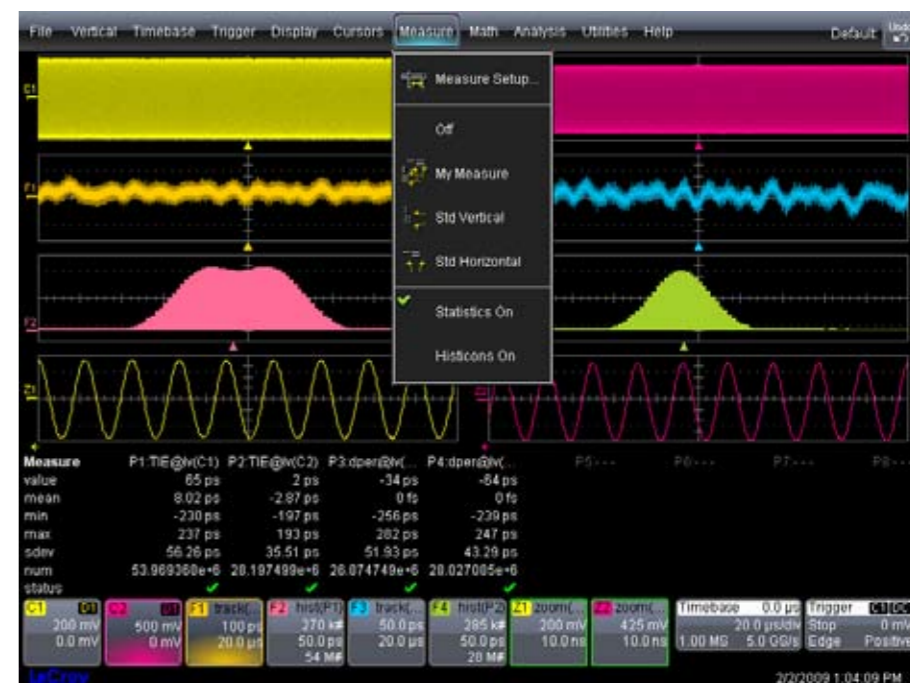 File Vertical Timebase Trigger Display Cursors Measure Math Analysis Utilities Help Default Undo
Measure Setup...
Off
My Measure
Std Vertical
Std Horizontal
Statistics On
Histicons On
C1
F1
F2
Z1
Measure P1:TIE@lv(C1) P2:TIE@lv(C2) P3:dper@lv(... P4:dper@lv(... P5--- P6--- P7--- P8---
value 65 ps 2 ps -34 ps -64 ps
mean 8.02 ps -2.87 ps 0 fs 0 fs
min -230 ps -197 ps -256 ps -239 ps
max 237 ps 193 ps 282 ps 247 ps
sdev 56.26 ps 35.51 ps 51.93 ps 43.29 ps
num 53.969368e+6 28.197499e+6 26.874749e+6 28.027085e+6
status
C1 D1 C2 F1 track(... F2 hist(P1) F3 track(... F4 hist(P2) Z1 zoom(... Z2 zoom(... Timebase 0.0 µs Trigger C1 DC
200 mV 500 mV 100 ps 270 k# 50.0 ps 285 k# 200 mV 425 mV 20.0 µs/div Stop 0 mV
0.0 mV 0 mV 20.0 µs 50.0 ps 20.0 µs 50.0 ps 10.0 ns 10.0 ns 1.00 MS 5.0 GS/s Edge Positive
54 M# 28 M#
LeCroy 2/2/2009 1:04:09 PM